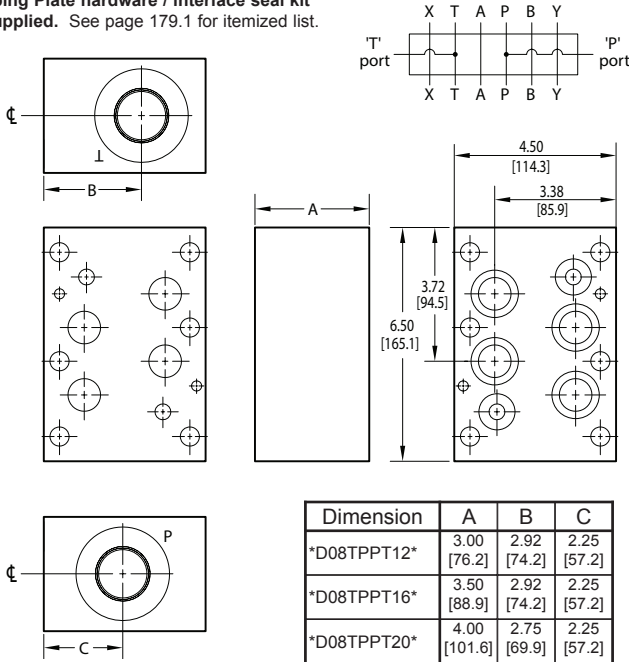 ping Plate hardware / interface seal kit
upplied. See page 179.1 for itemized list.
X T A P B Y
'T' port
'P' port
X T A P B Y
℄
T
B
A
4.50
[114.3]
3.38
[85.9]
3.72
[94.5]
6.50
[165.1]
℄
P
C
Dimension A B C
*D08TPPT12* 3.00 [76.2] 2.92 [74.2] 2.25 [57.2]
*D08TPPT16* 3.50 [88.9] 2.92 [74.2] 2.25 [57.2]
*D08TPPT20* 4.00 [101.6] 2.75 [69.9] 2.25 [57.2]